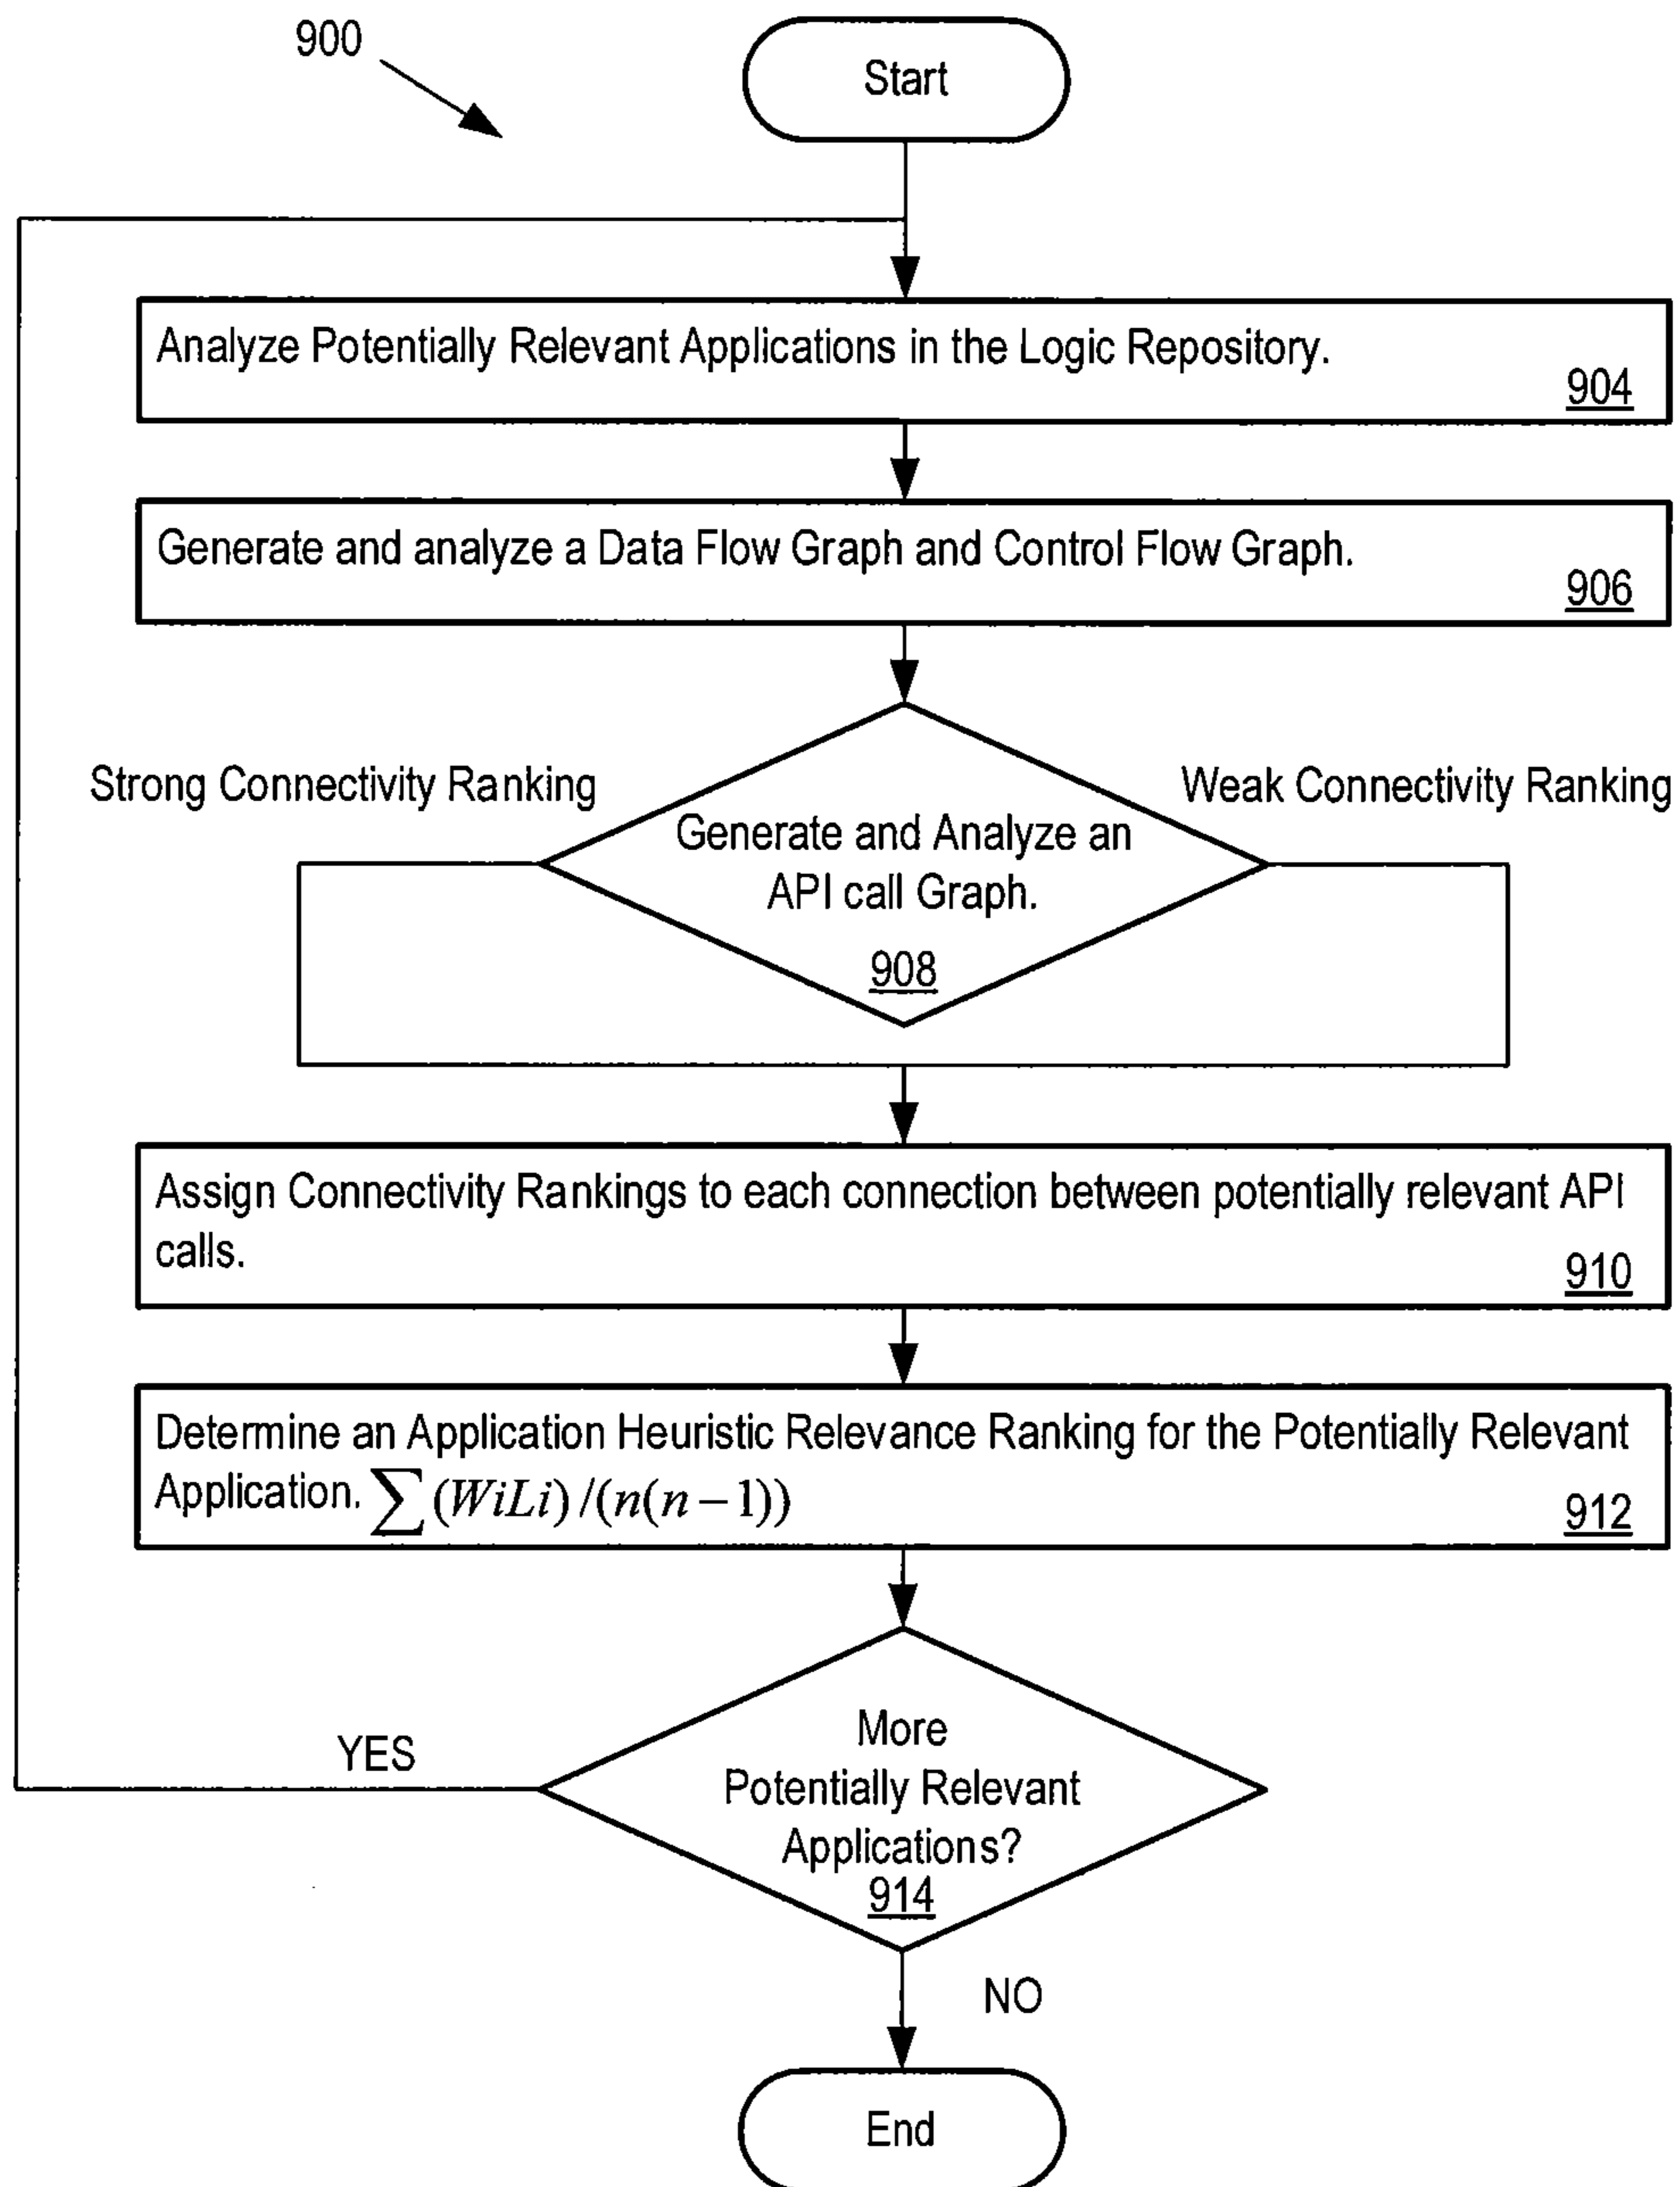 900
Start
Analyze Potentially Relevant Applications in the Logic Repository.
904
Generate and analyze a Data Flow Graph and Control Flow Graph.
906
Strong Connectivity Ranking
Weak Connectivity Ranking
Generate and Analyze an
API call Graph.
908
Assign Connectivity Rankings to each connection between potentially relevant API
calls.
910
Determine an Application Heuristic Relevance Ranking for the Potentially Relevant
Application. ∑(WiLi)/(n(n−1))
912
More
Potentially Relevant
Applications?
914
YES
NO
End